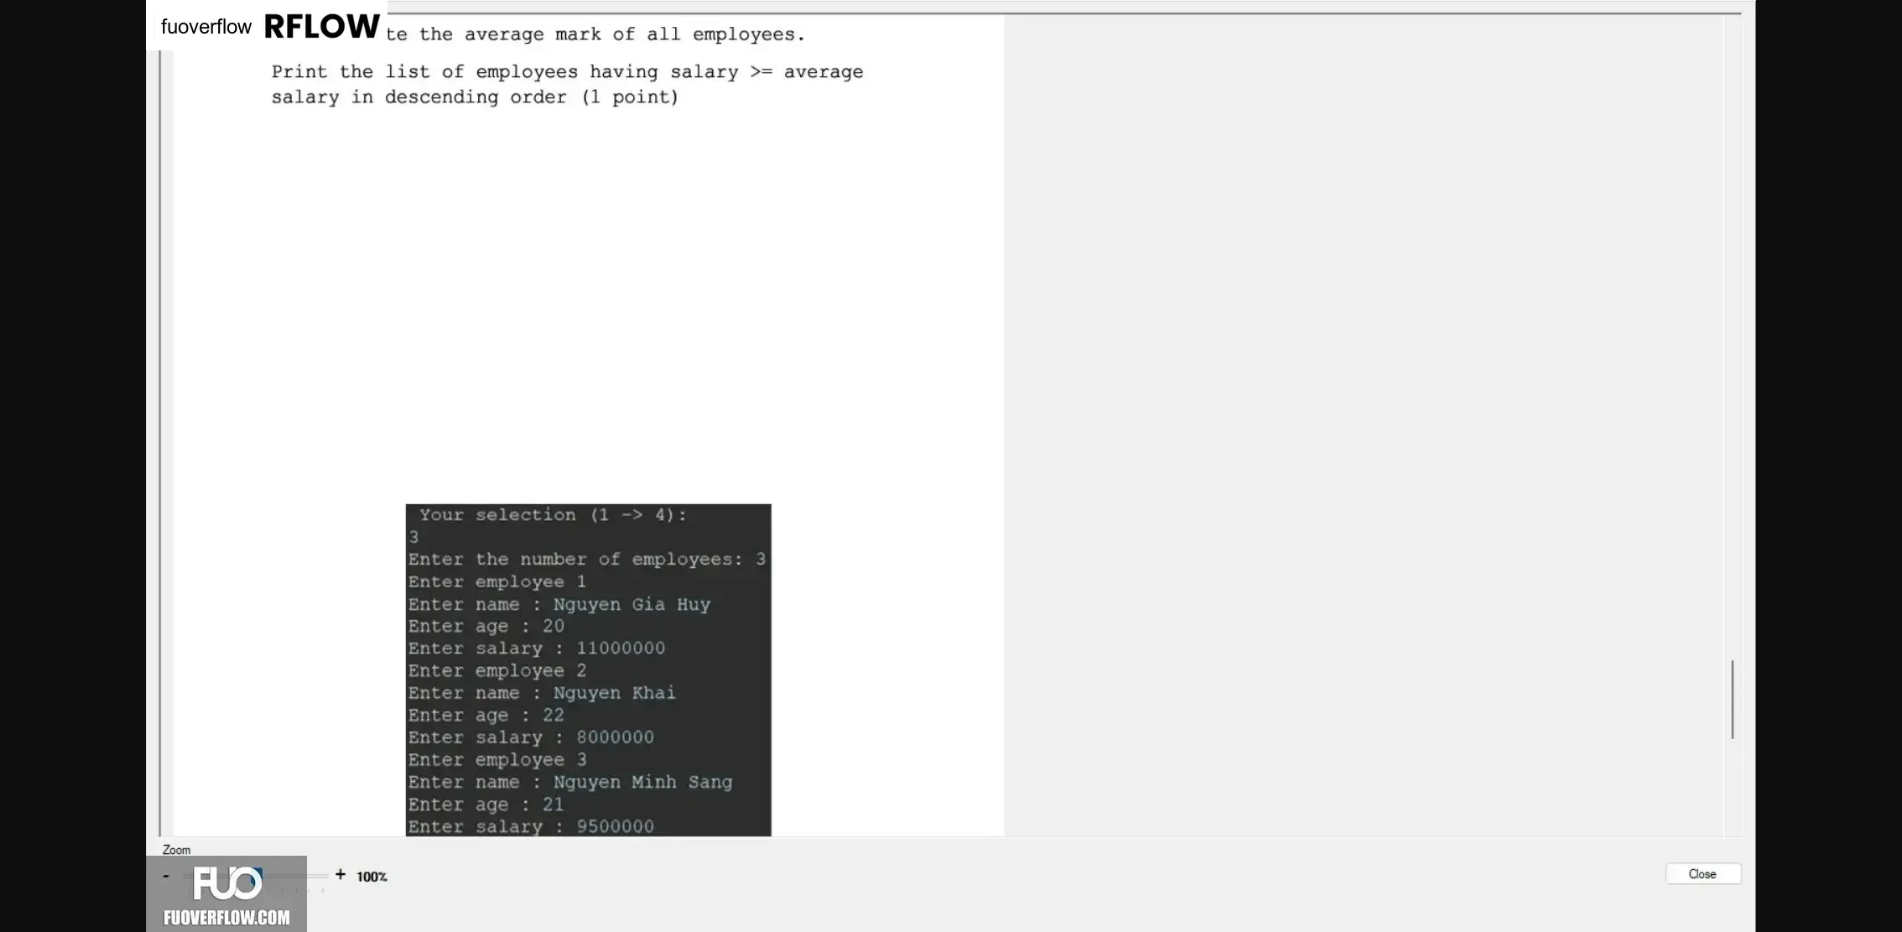 fuoverflow RFLOW te the average mark of all employees.
Print the list of employees having salary >= average
salary in descending order (1 point)
Your selection (1 -> 4):
3
Enter the number of employees: 3
Enter employee 1
Enter name : Nguyen Gia Huy
Enter age : 20
Enter salary : 11000000
Enter employee 2
Enter name : Nguyen Khai
Enter age : 22
Enter salary : 8000000
Enter employee 3
Enter name : Nguyen Minh Sang
Enter age : 21
Enter salary : 9500000
Zoom
- + 100%
Close
FUO
FUOVERFLOW.COM